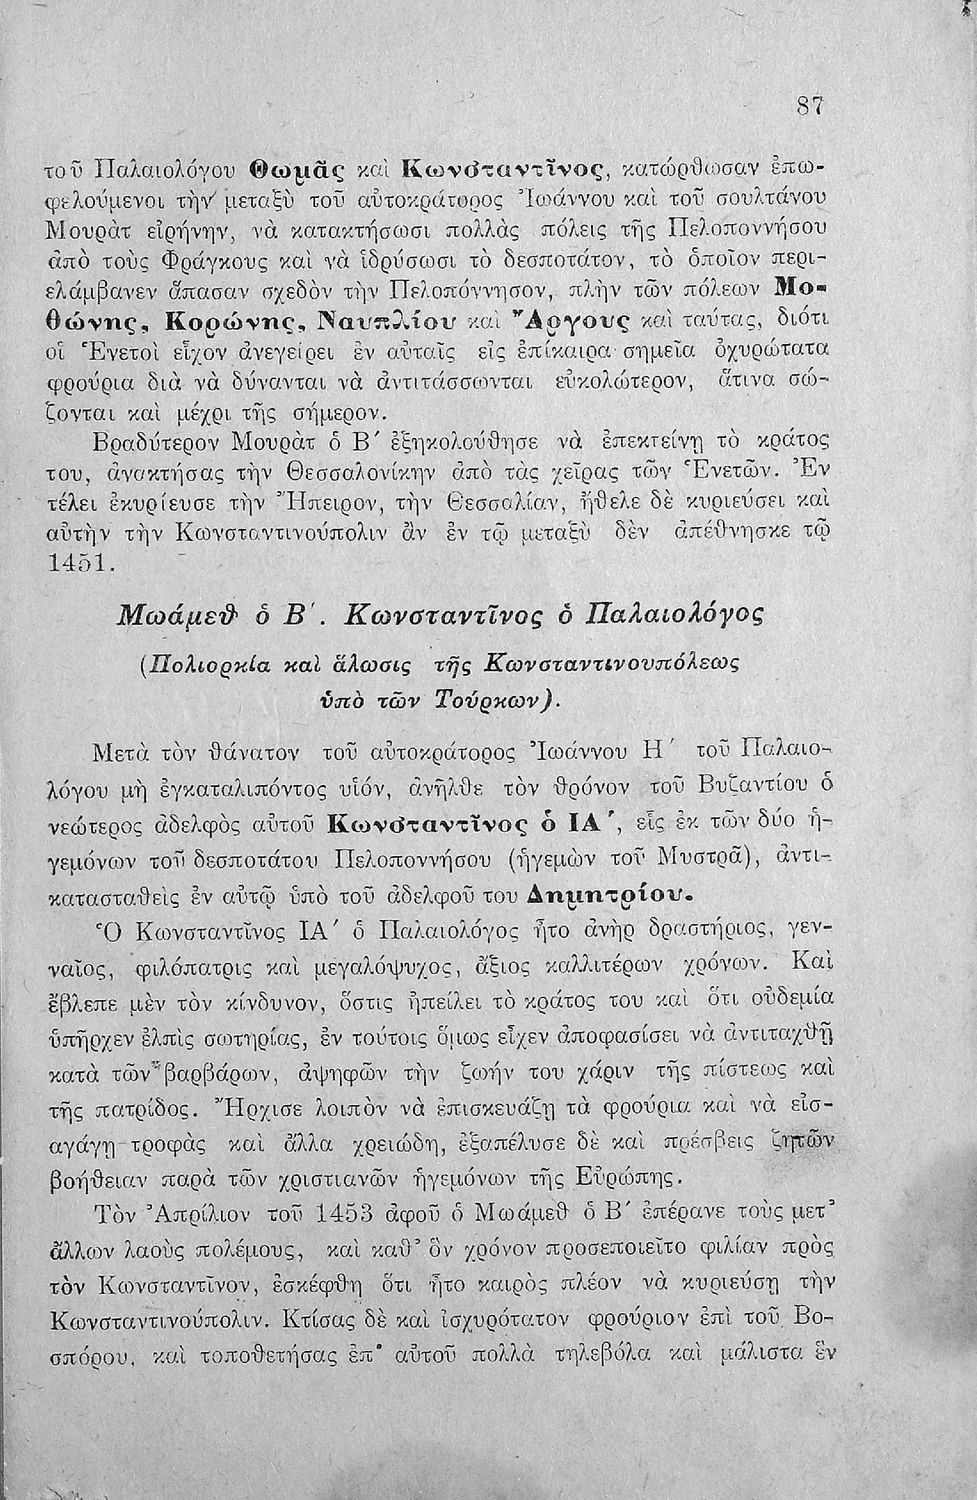 87
τοῦ Παλαιολόγου Θωμᾶς καὶ Κωνσταντῖνος, κατώρθωσαν ἐπω-
φελούμενοι τὴν μεταξὺ τοῦ αὐτοκράτορος Ἰωάννου καὶ τοῦ σουλτάνου
Μουρὰτ εἰρήνην, νὰ κατακτήσωσι πολλὰς πόλεις τῆς Πελοποννήσου
ἀπὸ τοὺς Φράγκους καὶ νὰ ἱδρύσωσι τὸ δεσποτάτον, τὸ ὁποῖον περι-
ελάμβανεν ἅπασαν σχεδὸν τὴν Πελοπόννησον, πλὴν τῶν πόλεων Μο-
θώνης, Κορώνης, Ναυπλίου καὶ Ἄργους καὶ ταύτας, διότι
οἱ Ἑνετοὶ εἶχον ἀνεγείρει ἐν αὐταῖς εἰς ἐπίκαιρα σημεῖα ὀχυρώτατα
φρούρια διὰ νὰ δύνανται νὰ ἀντιτάσσωνται εὐκολώτερον, ἅτινα σώ-
ζονται καὶ μέχρι τῆς σήμερον.
Βραδύτερον Μουρὰτ ὁ Β΄ ἐξηκολούθησε νὰ ἐπεκτείνῃ τὸ κράτος
του, ἀνακτήσας τὴν Θεσσαλονίκην ἀπὸ τὰς χεῖρας τῶν Ἑνετῶν. Ἐν
τέλει ἐκυρίευσε τὴν Ἤπειρον, τὴν Θεσσαλίαν, ἤθελε δὲ κυριεύσει καὶ
αὐτὴν τὴν Κωνσταντινούπολιν ἂν ἐν τῷ μεταξὺ δὲν ἀπέθνησκε τῷ
1451.
Μωάμεθ ὁ Β΄. Κωνσταντῖνος ὁ Παλαιολόγος
(Πολιορκία καὶ ἅλωσις τῆς Κωνσταντινουπόλεως
ὑπὸ τῶν Τούρκων).
Μετὰ τὸν θάνατον τοῦ αὐτοκράτορος Ἰωάννου Η΄ τοῦ Παλαιο-
λόγου μὴ ἐγκαταλιπόντος υἱόν, ἀνῆλθε τὸν θρόνον τοῦ Βυζαντίου ὁ
νεώτερος ἀδελφὸς αὐτοῦ Κωνσταντῖνος ὁ ΙΑ΄, εἷς ἐκ τῶν δύο ἡ-
γεμόνων τοῦ δεσποτάτου Πελοποννήσου (ἡγεμὼν τοῦ Μυστρᾶ), ἀντι-
κατασταθεὶς ἐν αὐτῷ ὑπὸ τοῦ ἀδελφοῦ του Δημητρίου.
Ὁ Κωνσταντῖνος ΙΑ΄ ὁ Παλαιολόγος ἦτο ἀνὴρ δραστήριος, γεν-
ναῖος, φιλόπατρις καὶ μεγαλόψυχος, ἄξιος καλλιτέρων χρόνων. Καὶ
ἔβλεπε μὲν τὸν κίνδυνον, ὅστις ἠπείλει τὸ κράτος του καὶ ὅτι οὐδεμία
ὑπῆρχεν ἐλπὶς σωτηρίας, ἐν τούτοις ὅμως εἶχεν ἀποφασίσει νὰ ἀντιταχθῇ
κατὰ τῶν βαρβάρων, ἀψηφῶν τὴν ζωήν του χάριν τῆς πίστεως καὶ
τῆς πατρίδος. Ἤρχισε λοιπὸν νὰ ἐπισκευάζῃ τὰ φρούρια καὶ νὰ εἰσ-
αγάγῃ τροφὰς καὶ ἄλλα χρειώδη, ἐξαπέλυσε δὲ καὶ πρέσβεις ζητῶν
βοήθειαν παρὰ τῶν χριστιανῶν ἡγεμόνων τῆς Εὐρώπης.
Τὸν Ἀπρίλιον τοῦ 1453 ἀφοῦ ὁ Μωάμεθ ὁ Β΄ ἐπέρανε τοὺς μετ᾽
ἄλλων λαοὺς πολέμους, καὶ καθ᾽ ὃν χρόνον προσεποιεῖτο φιλίαν πρὸς
τὸν Κωνσταντῖνον, ἐσκέφθη ὅτι ἦτο καιρὸς πλέον νὰ κυριεύσῃ τὴν
Κωνσταντινούπολιν. Κτίσας δὲ καὶ ἰσχυρότατον φρούριον ἐπὶ τοῦ Βο-
σπόρου, καὶ τοποθετήσας ἐπ᾽ αὐτοῦ πολλὰ τηλεβόλα καὶ μάλιστα ἓν